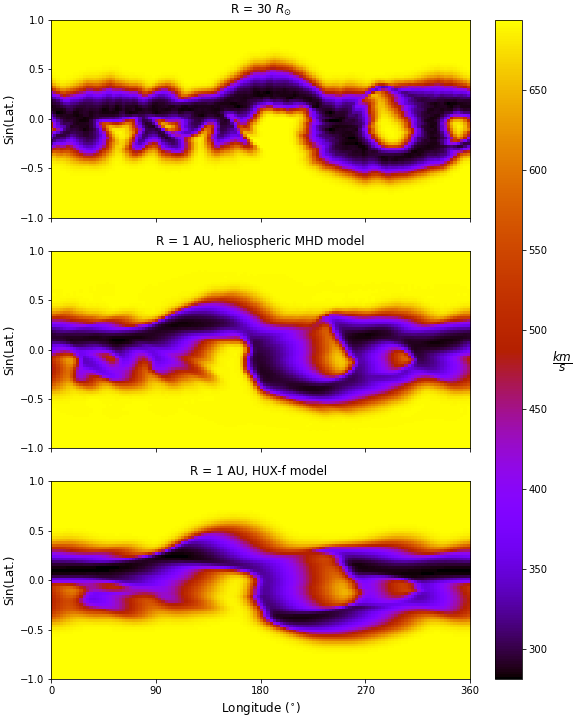 R = 30 R☉
1.0
0.5
0.0
−0.5
−1.0
Sin(Lat.)
R = 1 AU, heliospheric MHD model
1.0
0.5
0.0
−0.5
−1.0
Sin(Lat.)
R = 1 AU, HUX-f model
1.0
0.5
0.0
−0.5
−1.0
Sin(Lat.)
0 90 180 270 360
Longitude (°)
650
600
550
500
450
400
350
300
km
s